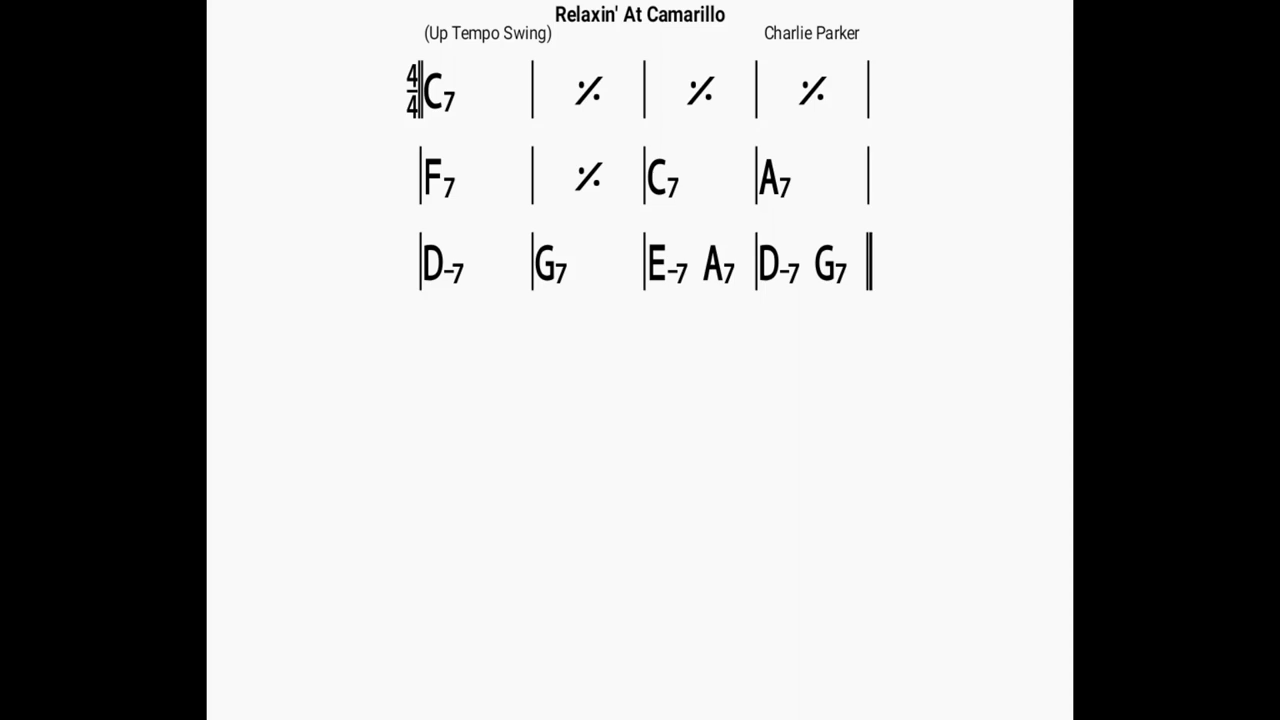 Relaxin' At Camarillo
(Up Tempo Swing) Charlie Parker
4/4 C7 | % | % | % |
F7 | % | C7 | A7 |
D-7 | G7 | E-7 A7 | D-7 G7